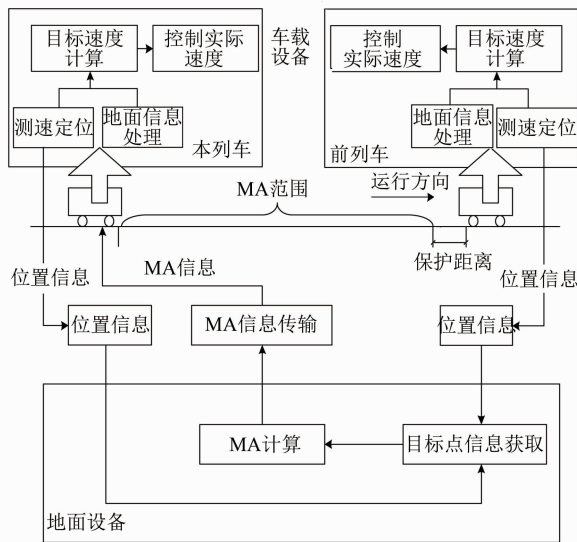 目标速度
计算
控制实际
速度
测速定位
地面信息
处理
本列车
车载
设备
控制
实际速度
目标速度
计算
地面信息
处理
测速定位
前列车
MA范围
运行方向
保护距离
位置信息
MA信息
位置信息
位置信息
MA信息传输
位置信息
MA计算
目标点信息获取
地面设备